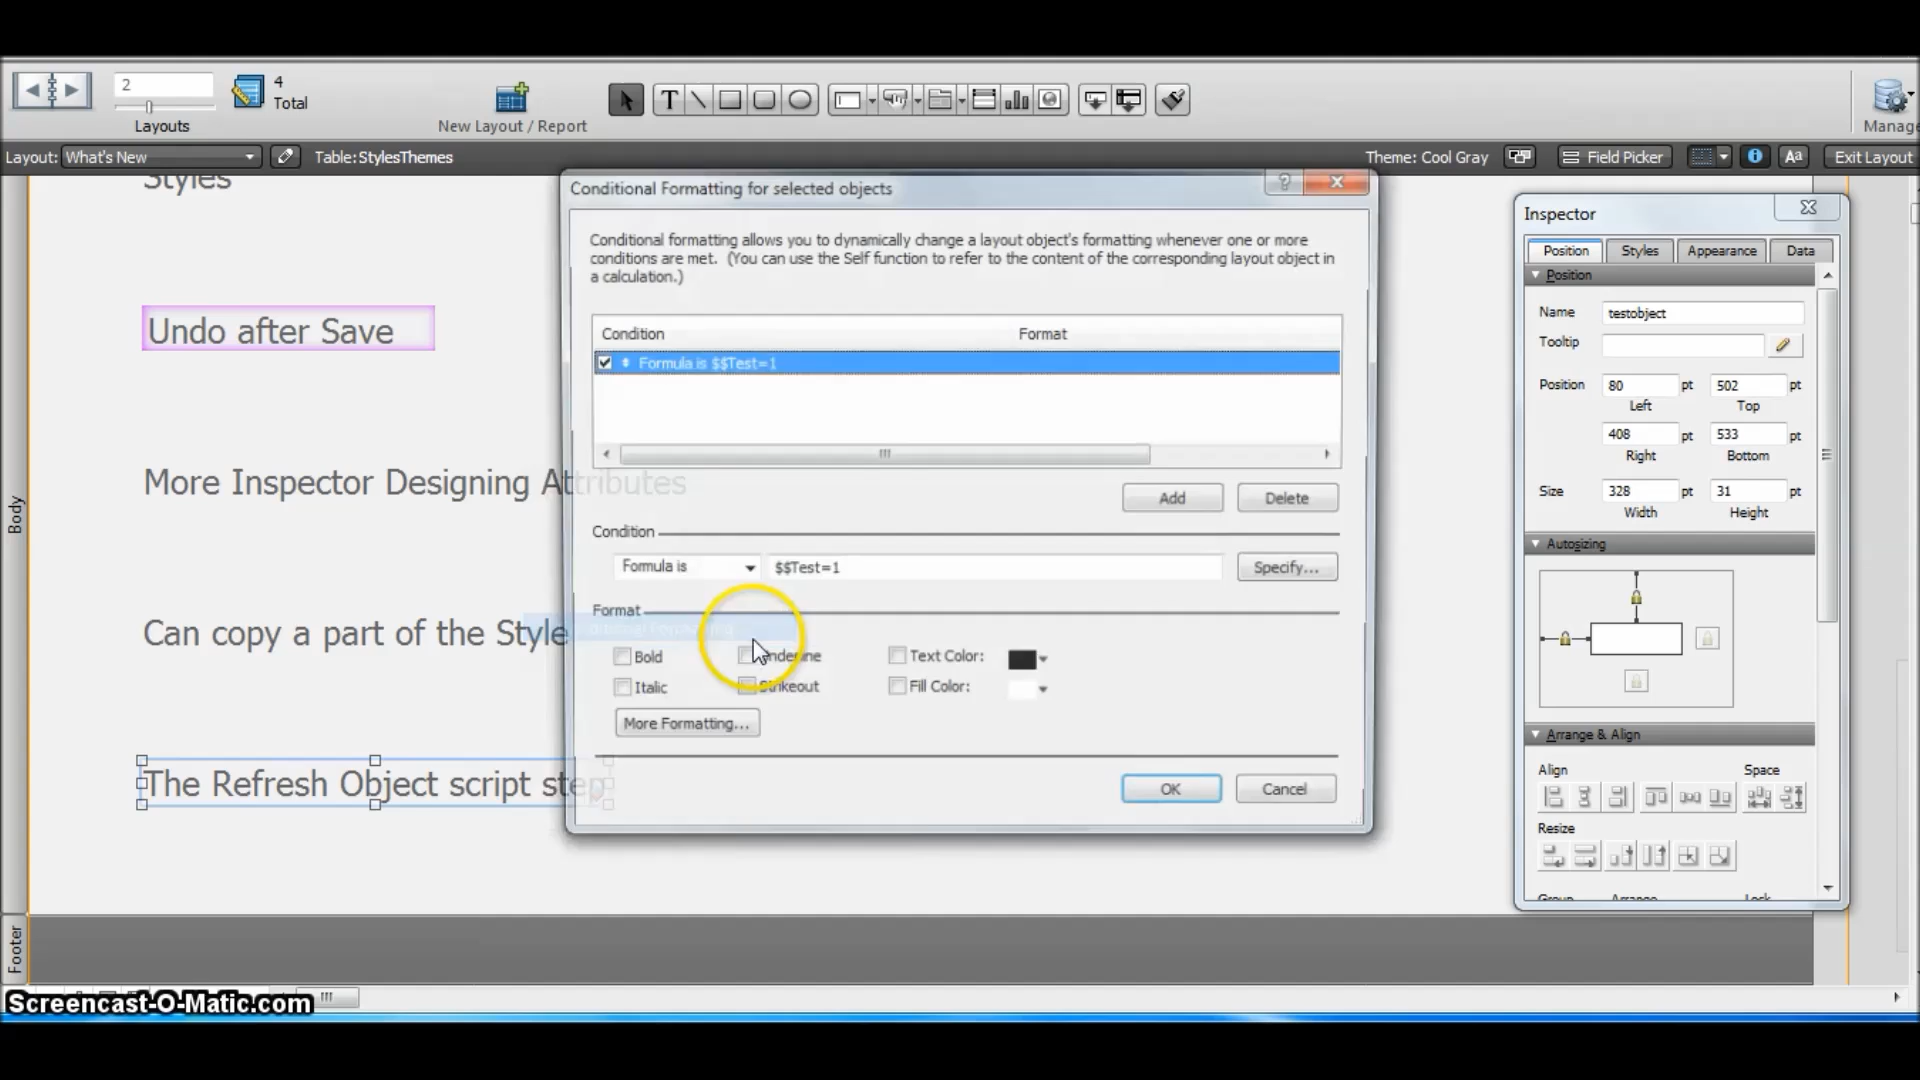 2
Layouts
4
Total
New Layout / Report
Manage
Layout: What's New
Table: StylesThemes
Theme: Cool Gray
Field Picker
Aa
Exit Layout
Styles
Undo after Save
More Inspector Designing Attributes
Can copy a part of the Style
The Refresh Object script step
Body
Footer
Conditional Formatting for selected objects
Conditional formatting allows you to dynamically change a layout object's formatting whenever one or more
conditions are met. (You can use the Self function to refer to the content of the corresponding layout object in
a calculation.)
Condition Format
Formula is $$Test=1
Add Delete
Condition
Formula is $$Test=1 Specify...
Format
Bold Underline Text Color:
Italic Strikeout Fill Color:
More Formatting...
OK Cancel
Inspector
Position Styles Appearance Data
Position
Name testobject
Tooltip
Position 80 pt 502 pt
Left Top
408 pt 533 pt
Right Bottom
Size 328 pt 31 pt
Width Height
Autosizing
Arrange & Align
Align Space
Resize
Group Arrange Lock
Screencast-O-Matic.com